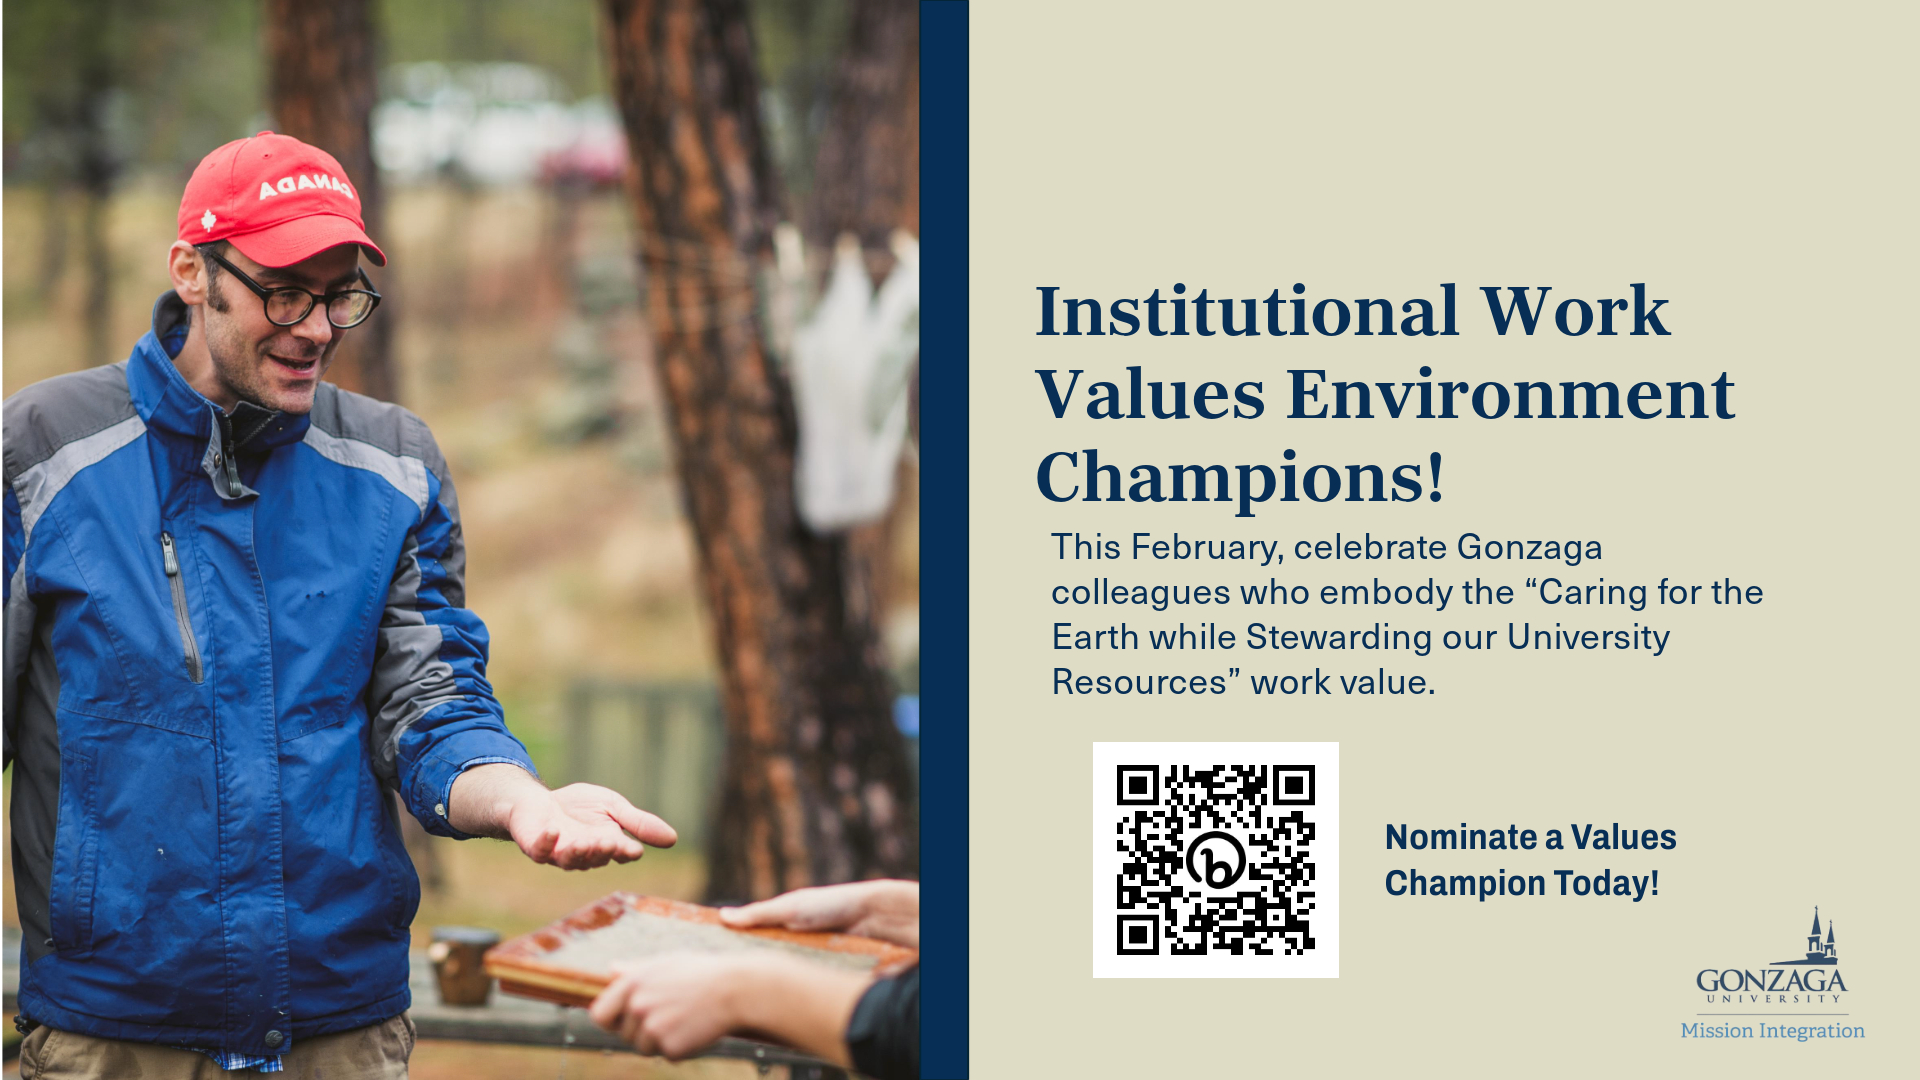 CANADA
Institutional Work
Values Environment
Champions!
This February, celebrate Gonzaga
colleagues who embody the “Caring for the
Earth while Stewarding our University
Resources” work value.
b
Nominate a Values
Champion Today!
GONZAGA
UNIVERSITY
Mission Integration